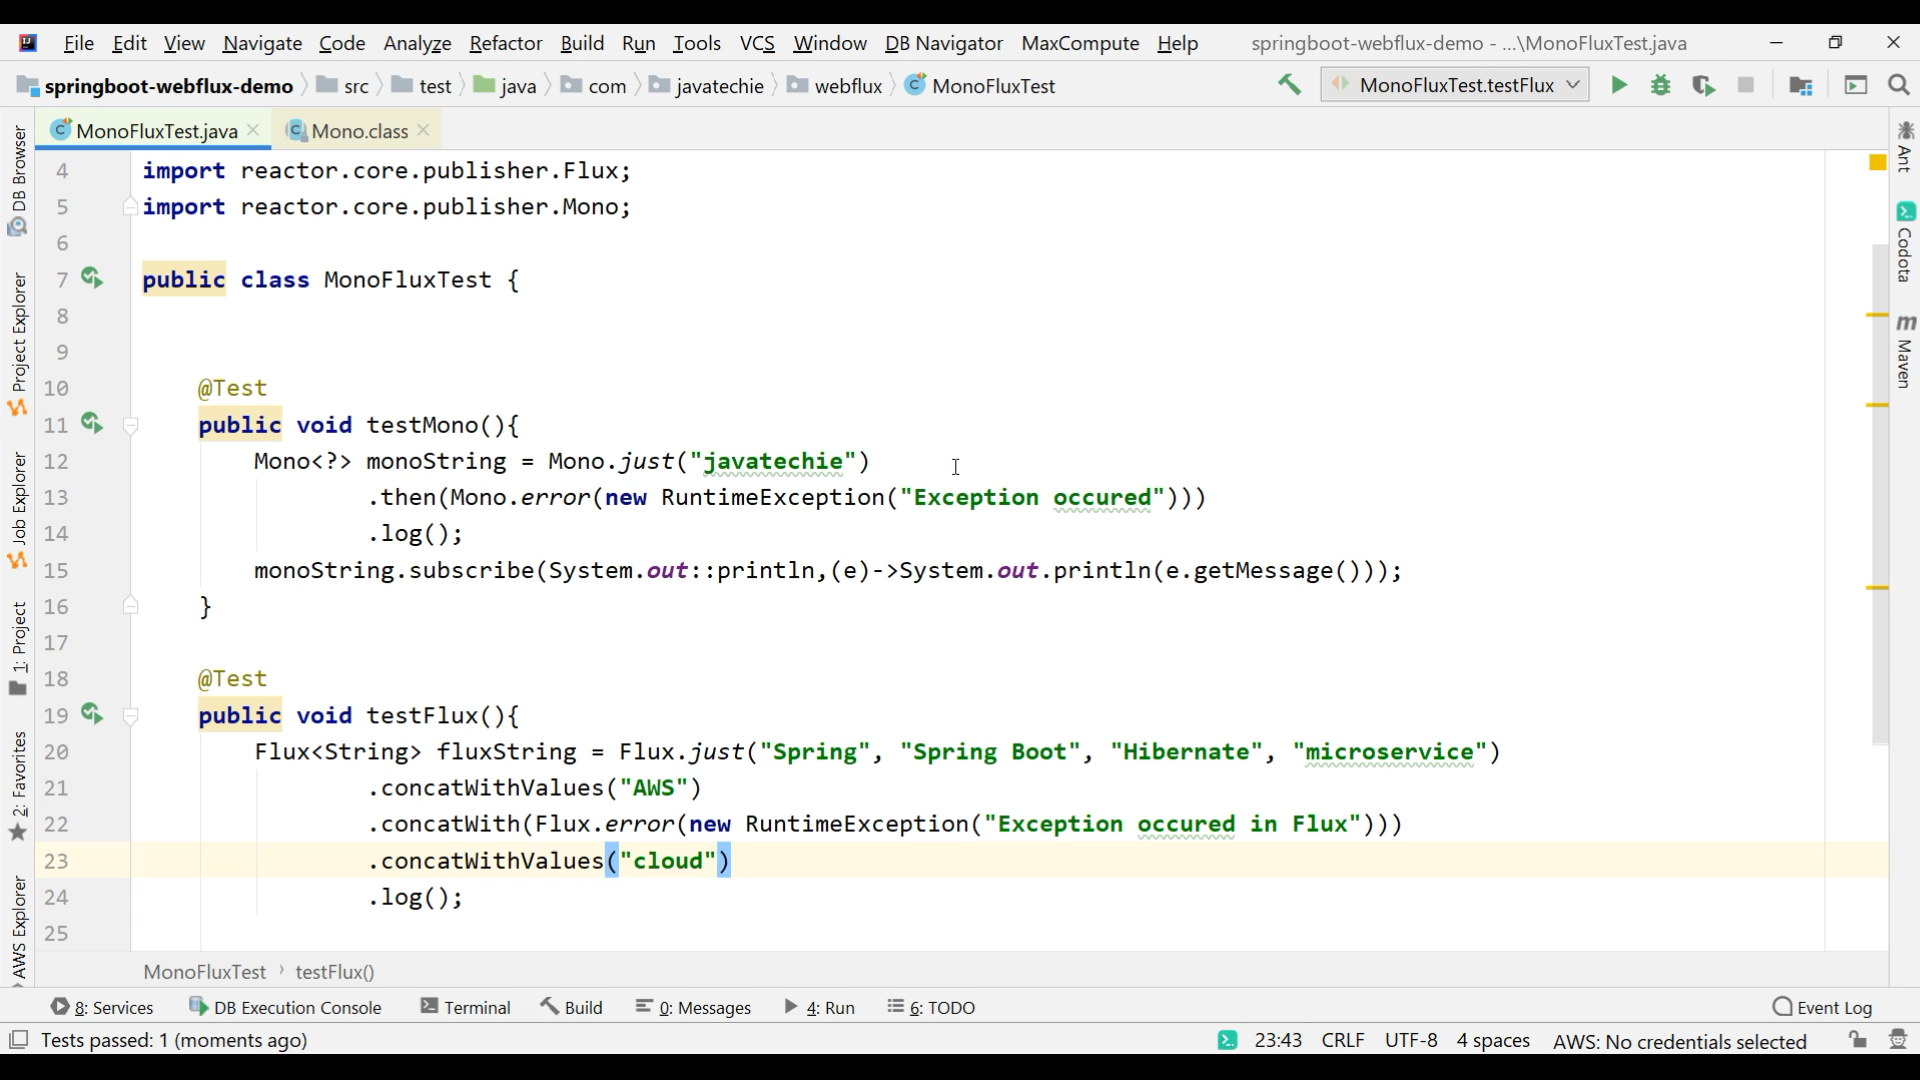 File Edit View Navigate Code Analyze Refactor Build Run Tools VCS Window DB Navigator MaxCompute Help springboot-webflux-demo - ...\MonoFluxTest.java
springboot-webflux-demo src test java com javatechie webflux MonoFluxTest MonoFluxTest.testFlux
MonoFluxTest.java Mono.class
4 import reactor.core.publisher.Flux;
5 import reactor.core.publisher.Mono;
6
7 public class MonoFluxTest {
8
9
10 @Test
11 public void testMono(){
12 Mono<?> monoString = Mono.just("javatechie")
13 .then(Mono.error(new RuntimeException("Exception occured")))
14 .log();
15 monoString.subscribe(System.out::println,(e)->System.out.println(e.getMessage()));
16 }
17
18 @Test
19 public void testFlux(){
20 Flux<String> fluxString = Flux.just("Spring", "Spring Boot", "Hibernate", "microservice")
21 .concatWithValues("AWS")
22 .concatWith(Flux.error(new RuntimeException("Exception occured in Flux")))
23 .concatWithValues("cloud")
24 .log();
25
MonoFluxTest › testFlux()
DB Browser
Project Explorer
Job Explorer
1: Project
2: Favorites
AWS Explorer
Ant
Codota
Maven
8: Services DB Execution Console Terminal Build 0: Messages 4: Run 6: TODO Event Log
Tests passed: 1 (moments ago) 23:43 CRLF UTF-8 4 spaces AWS: No credentials selected